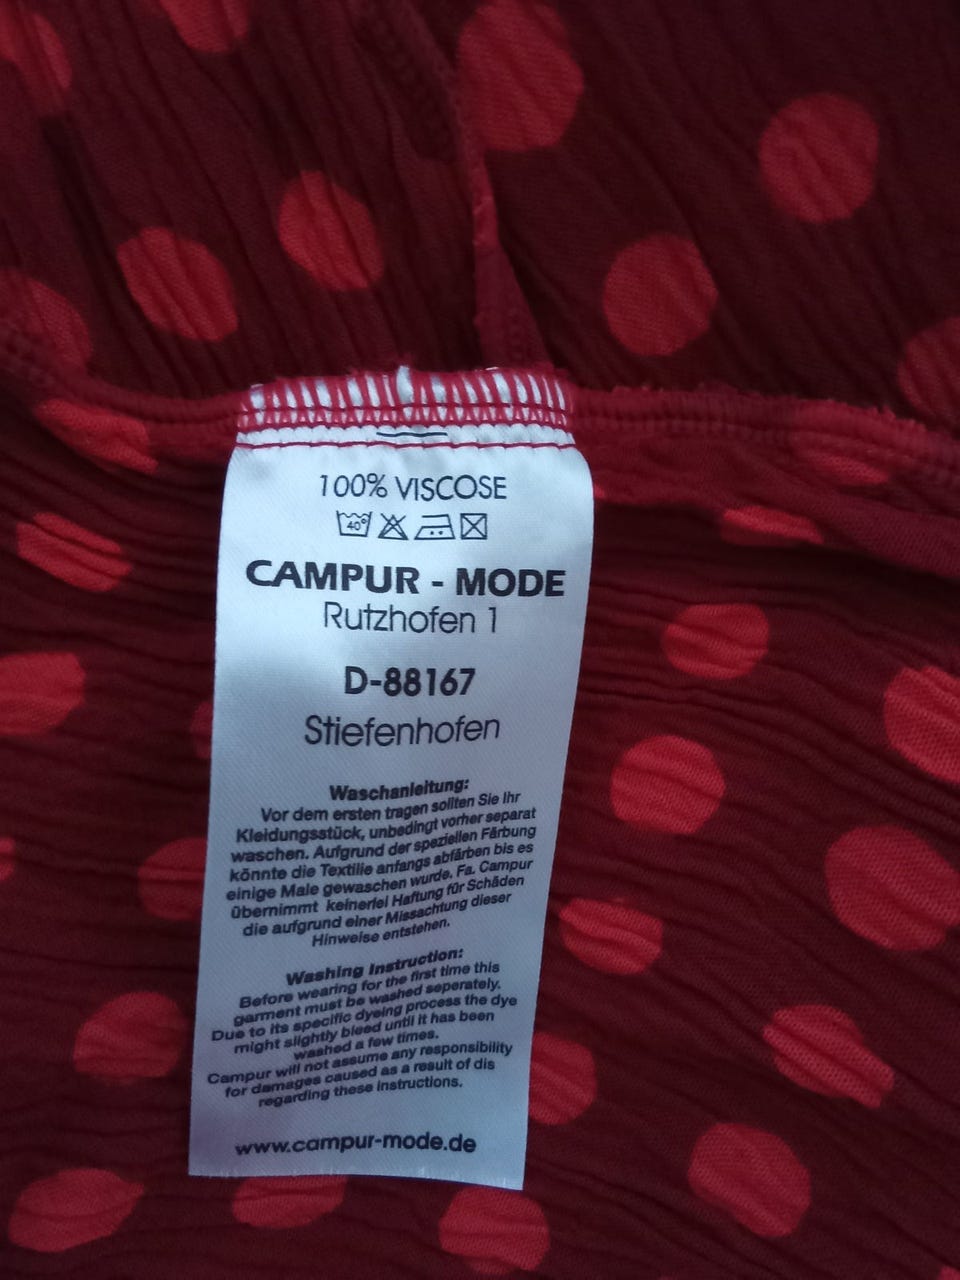 100% VISCOSE
40°
CAMPUR - MODE
Rutzhofen 1
D-88167
Stiefenhofen
Waschanleitung:
Vor dem ersten tragen sollten Sie Ihr
Kleidungsstück, unbedingt vorher separat
waschen. Aufgrund der speziellen Färbung
könnte die Textilie anfangs abfärben bis es
einige Male gewaschen wurde. Fa. Campur
übernimmt keinerlei Haftung für Schäden
die aufgrund einer Missachtung dieser
Hinweise entstehen.
Washing Instruction:
Before wearing for the first time this
garment must be washed seperately.
Due to its specific dyeing process the dye
might slightly bleed until it has been
washed a few times.
Campur will not assume any responsibility
for damages caused as a result of dis
regarding these instructions.
www.campur-mode.de